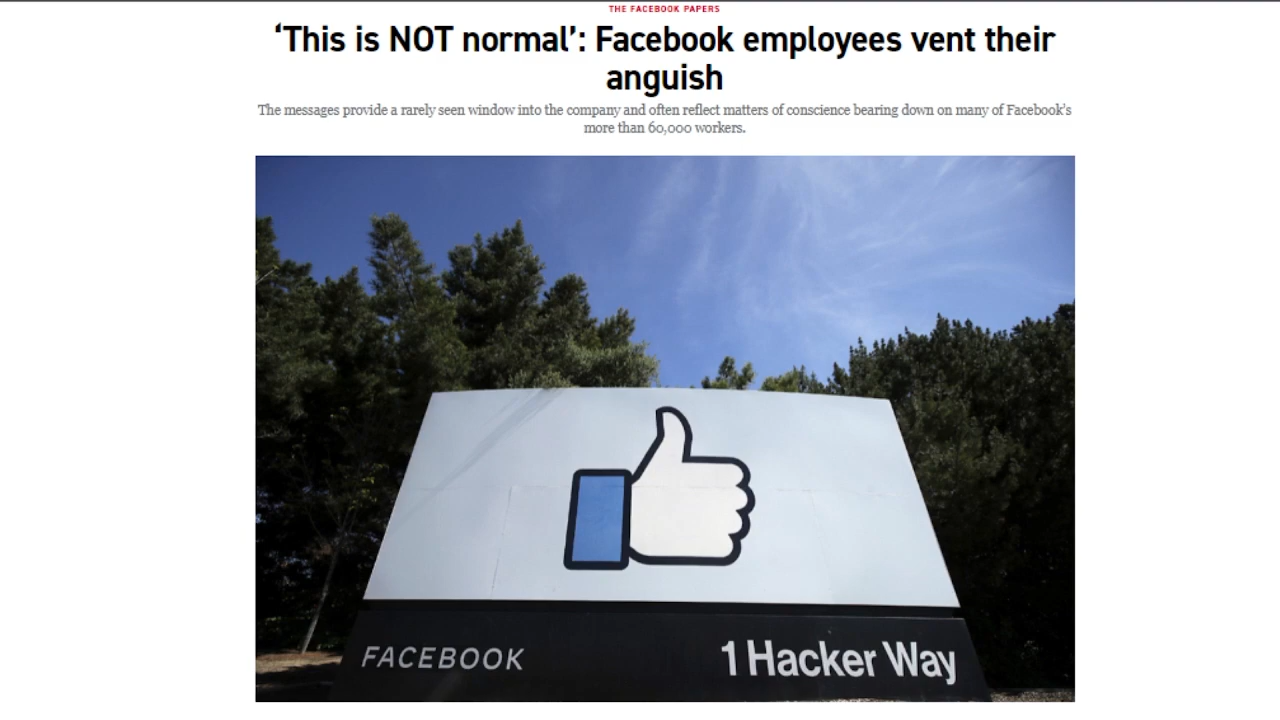 THE FACEBOOK PAPERS
‘This is NOT normal’: Facebook employees vent their
anguish
The messages provide a rarely seen window into the company and often reflect matters of conscience bearing down on many of Facebook’s
more than 60,000 workers.
FACEBOOK
1 Hacker Way